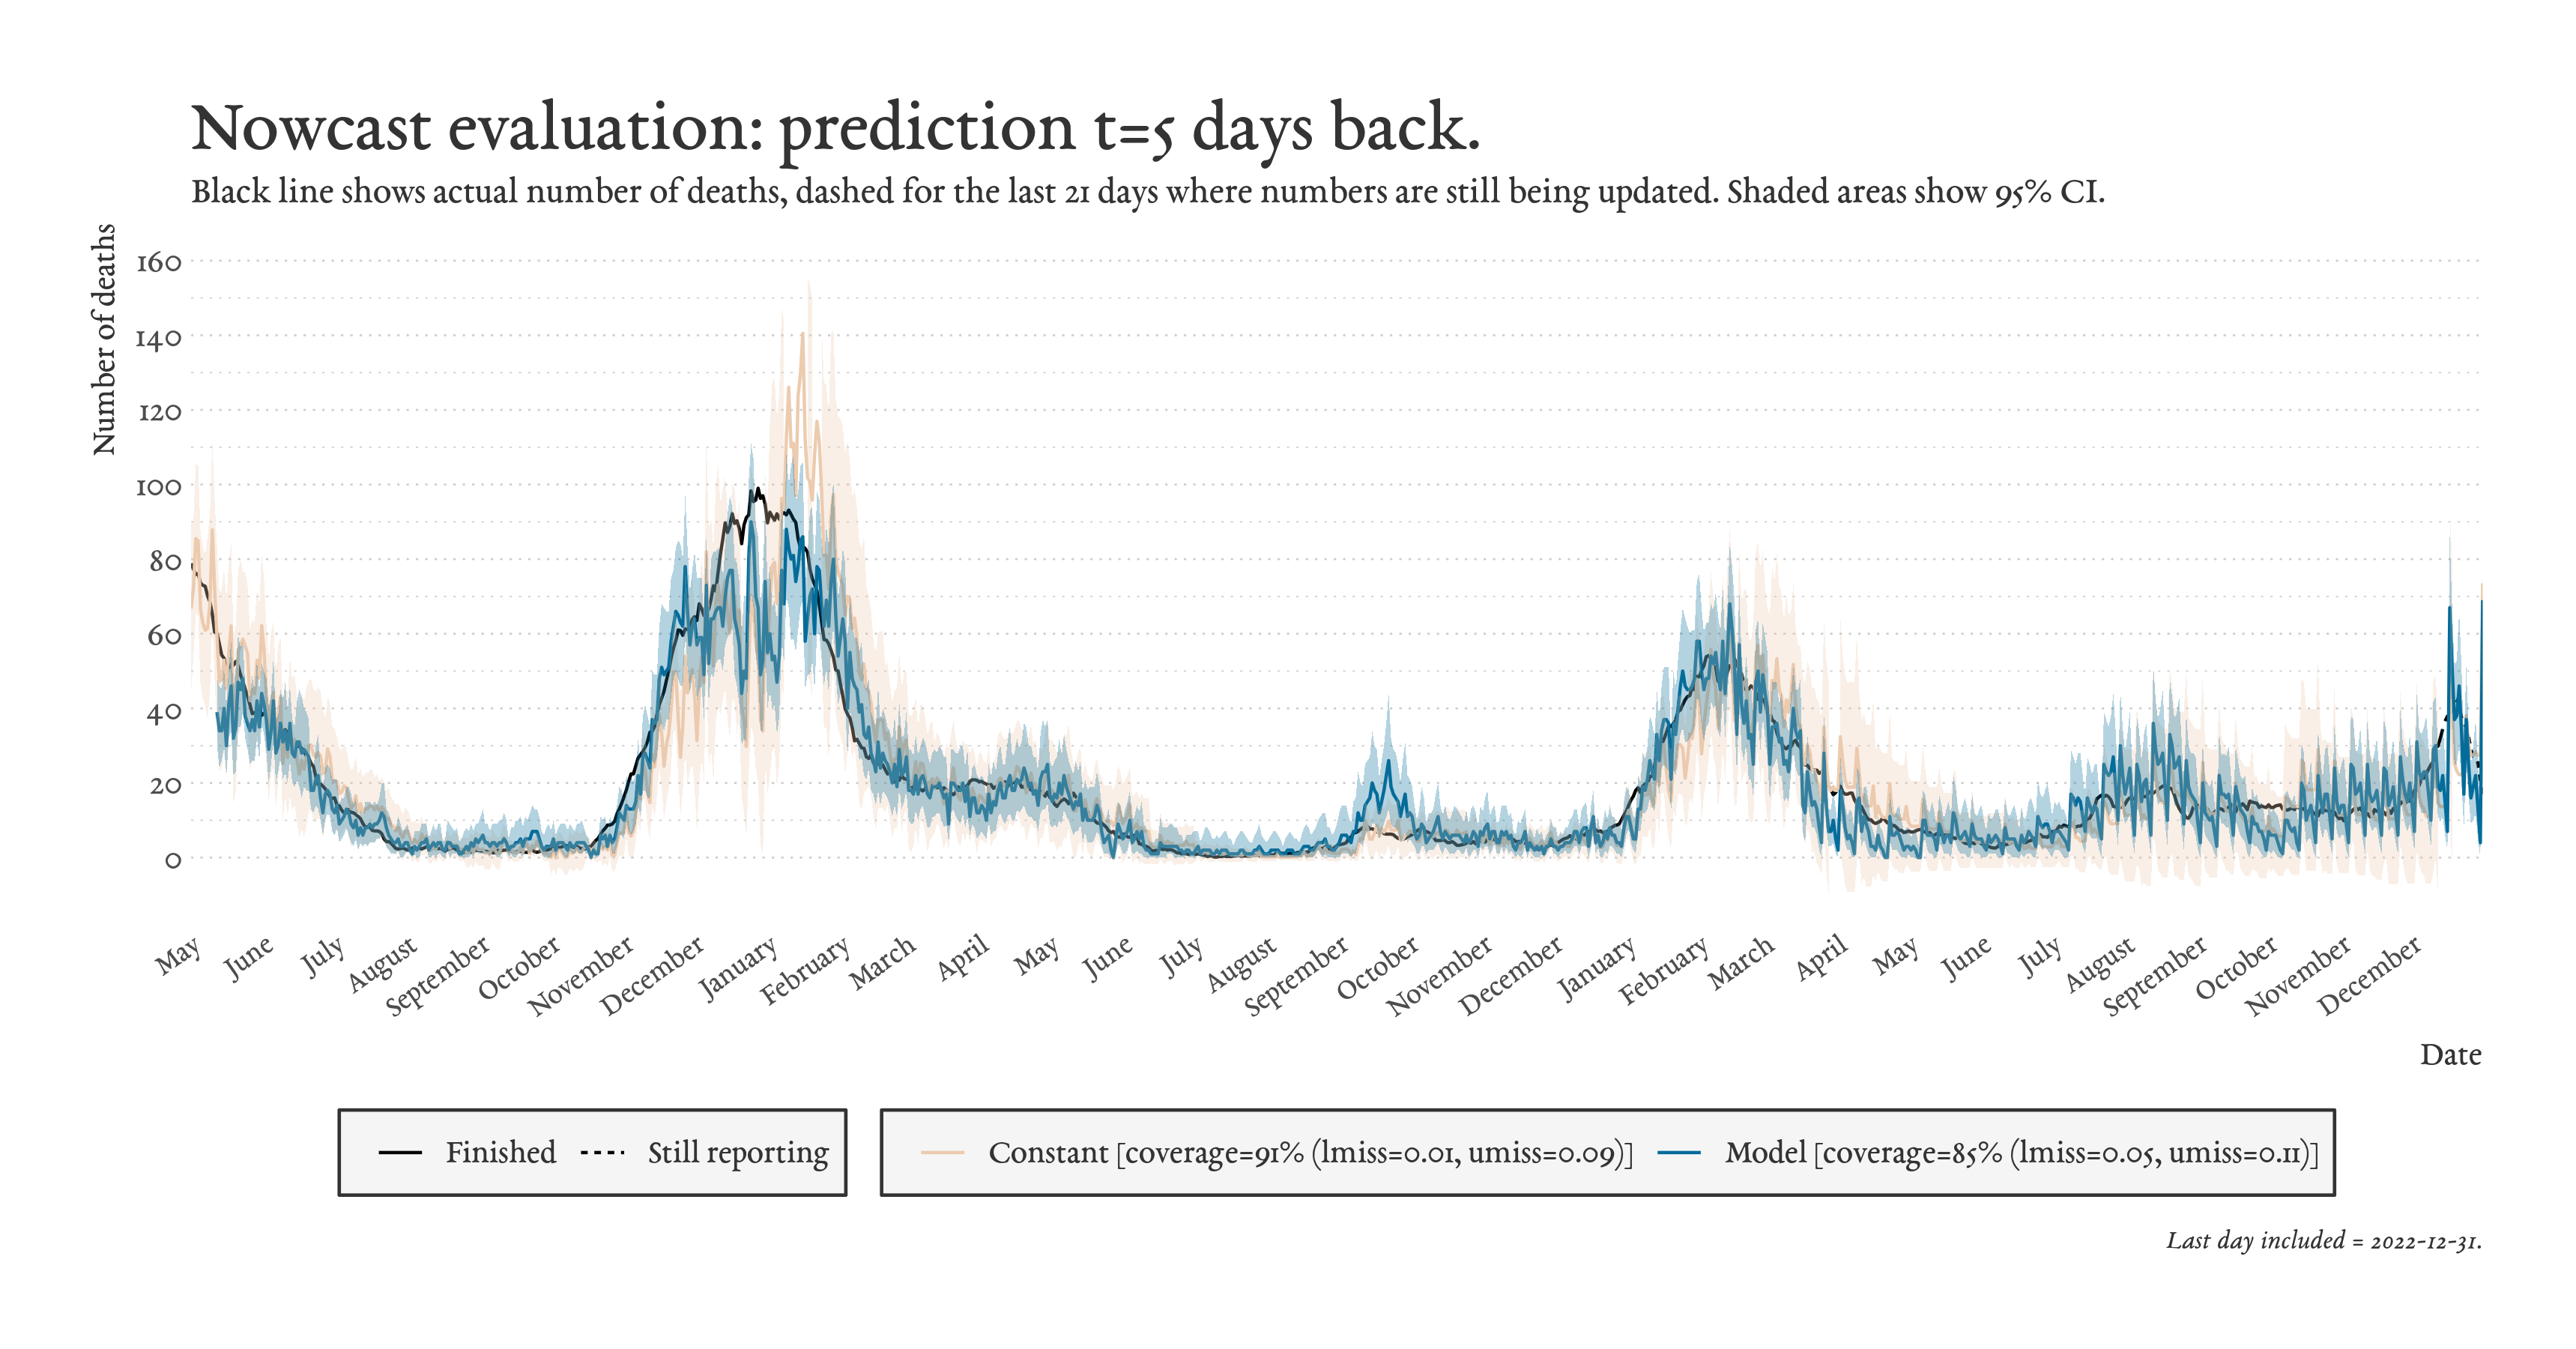 Nowcast evaluation: prediction t=5 days back.
Black line shows actual number of deaths, dashed for the last 21 days where numbers are still being updated. Shaded areas show 95% CI.
Number of deaths
160
140
120
100
80
60
40
20
0
May June July August September October November December January February March April May June July August September October November December January February March April May June July August September October November December
Date
Finished Still reporting Constant [coverage=91% (lmiss=0.01, umiss=0.09)] Model [coverage=85% (lmiss=0.05, umiss=0.11)]
Last day included = 2022-12-31.